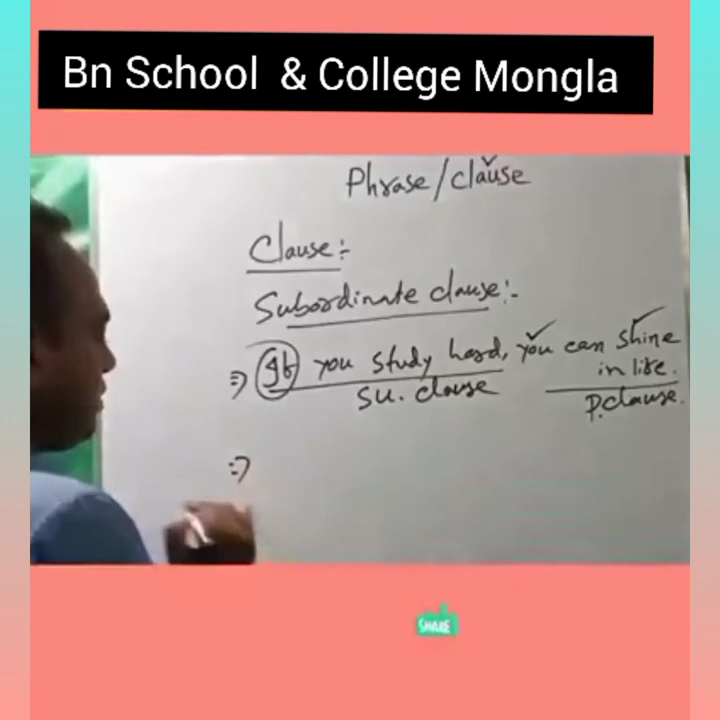 Bn School & College Mongla
Phrase/clause
Clause:-
Subordinate clause:-
⇒ If you study hard, you can shine
in life.
Su. clause
P.clause.
⇒
SHARE